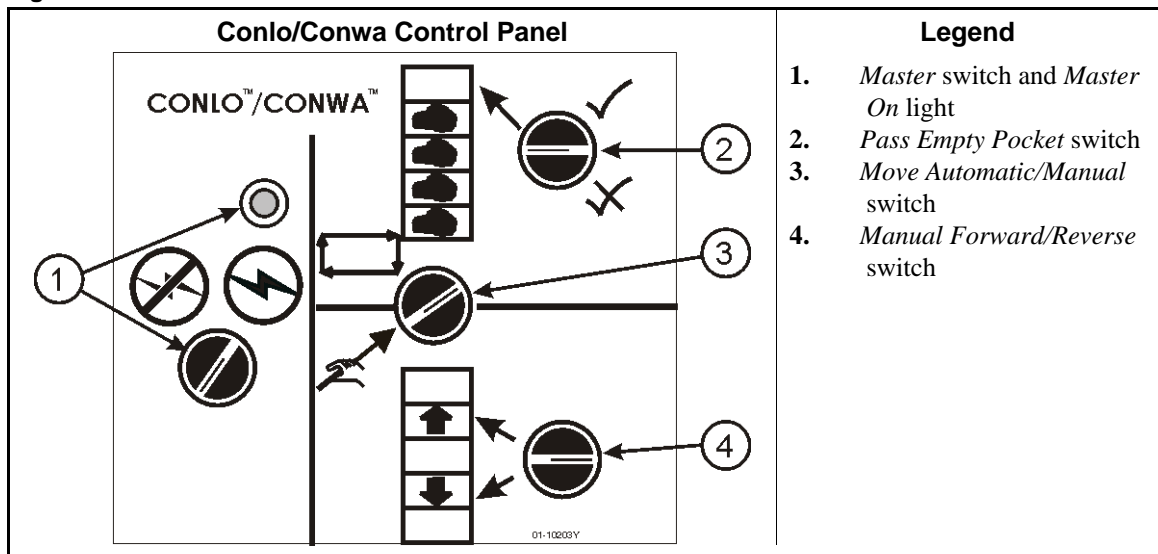 Conlo/Conwa Control Panel
CONLO™/CONWA™
1
2
3
4
01-10203Y
Legend
1. Master switch and Master
On light
2. Pass Empty Pocket switch
3. Move Automatic/Manual
switch
4. Manual Forward/Reverse
switch